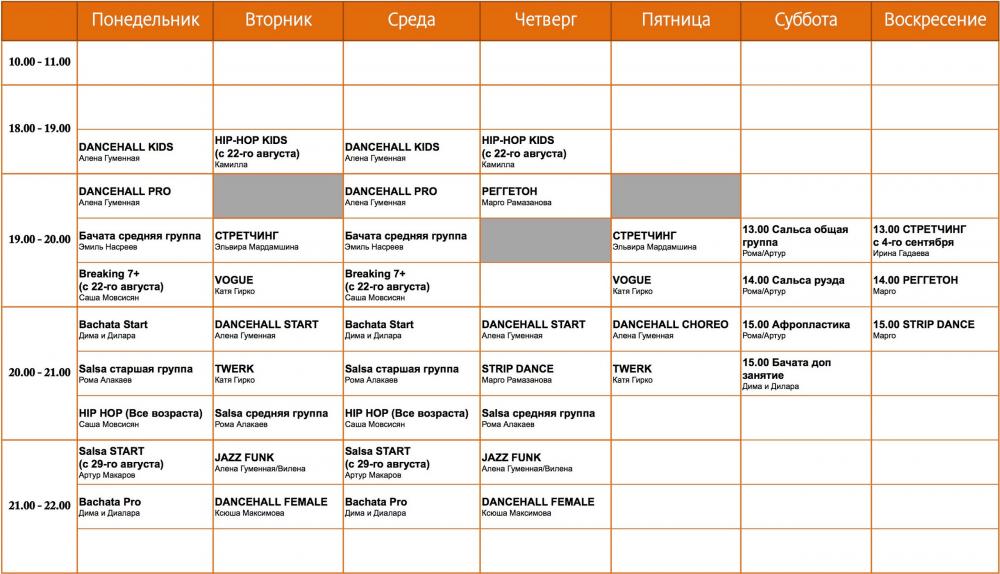 Понедельник Вторник Среда Четверг Пятница Суббота Воскресение
10.00 - 11.00
18.00 - 19.00
DANCEHALL KIDS
Алена Гуменная
HIP-HOP KIDS
(с 22-го августа)
Камилла
DANCEHALL KIDS
Алена Гуменная
HIP-HOP KIDS
(с 22-го августа)
Камилла
19.00 - 20.00
DANCEHALL PRO
Алена Гуменная
DANCEHALL PRO
Алена Гуменная
РЕГГЕТОН
Марго Рамазанова
Бачата средняя группа
Эмиль Насреев
СТРЕТЧИНГ
Эльвира Мардамшина
Бачата средняя группа
Эмиль Насреев
СТРЕТЧИНГ
Эльвира Мардамшина
13.00 Сальса общая
группа
Рома/Артур
13.00 СТРЕТЧИНГ
с 4-го сентября
Ирина Гадаева
Breaking 7+
(с 22-го августа)
Саша Мовсисян
VOGUE
Катя Гирко
Breaking 7+
(с 22-го августа)
Саша Мовсисян
VOGUE
Катя Гирко
14.00 Сальса руэда
Рома/Артур
14.00 РЕГГЕТОН
Марго
20.00 - 21.00
Bachata Start
Дима и Дилара
DANCEHALL START
Алена Гуменная
Bachata Start
Дима и Дилара
DANCEHALL START
Алена Гуменная
DANCEHALL CHOREO
Алена Гуменная
15.00 Афропластика
Рома/Артур
15.00 STRIP DANCE
Марго
Salsa старшая группа
Рома Алакаев
TWERK
Катя Гирко
Salsa старшая группа
Рома Алакаев
STRIP DANCE
Марго Рамазанова
TWERK
Катя Гирко
15.00 Бачата доп
занятие
Дима и Дилара
HIP HOP (Все возраста)
Саша Мовсисян
Salsa средняя группа
Рома Алакаев
HIP HOP (Все возраста)
Саша Мовсисян
Salsa средняя группа
Рома Алакаев
21.00 - 22.00
Salsa START
(с 29-го августа)
Артур Макаров
JAZZ FUNK
Алена Гуменная/Вилена
Salsa START
(с 29-го августа)
Артур Макаров
JAZZ FUNK
Алена Гуменная/Вилена
Bachata Pro
Дима и Диалара
DANCEHALL FEMALE
Ксюша Максимова
Bachata Pro
Дима и Диалара
DANCEHALL FEMALE
Ксюша Максимова